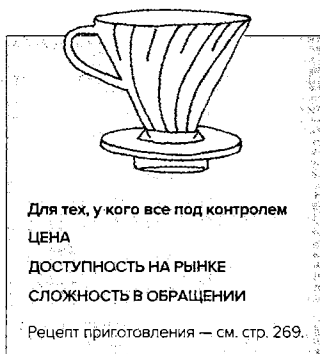 Для тех, у кого все под контролем
ЦЕНА
ДОСТУПНОСТЬ НА РЫНКЕ
СЛОЖНОСТЬ В ОБРАЩЕНИИ
Рецепт приготовления — см. стр. 269.